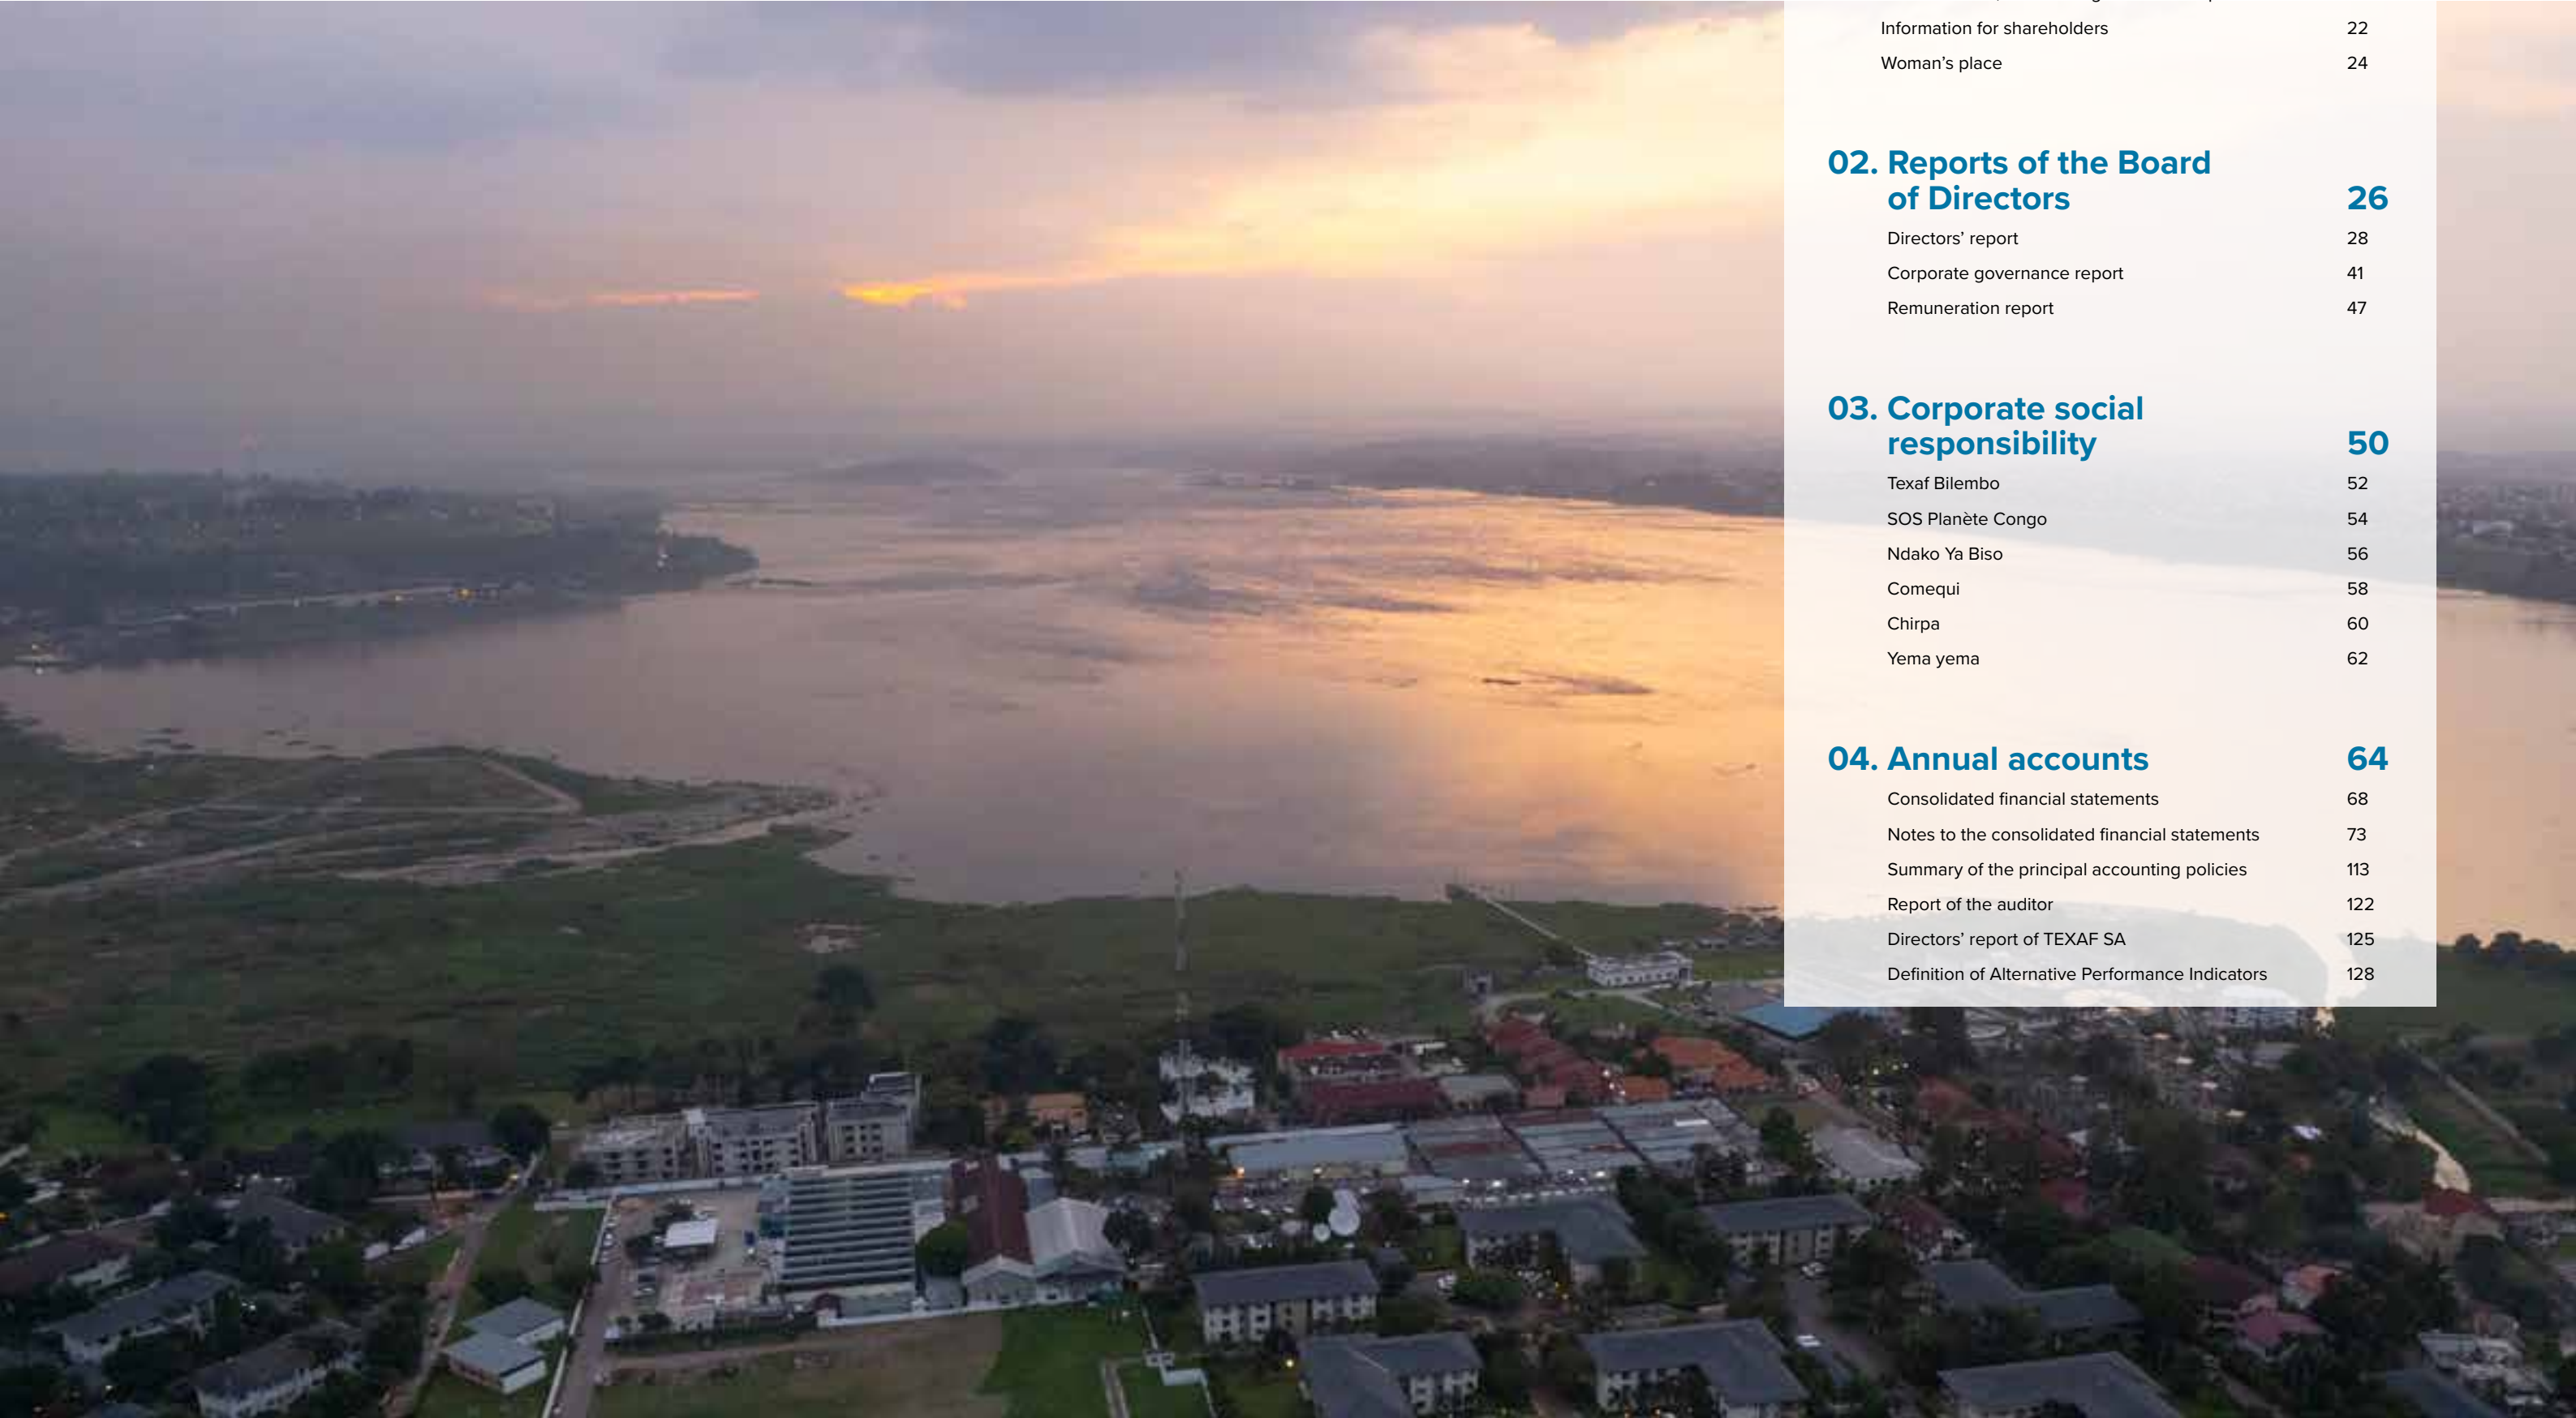 Information for shareholders 22
Woman’s place 24
02. Reports of the Board
of Directors 26
Directors’ report 28
Corporate governance report 41
Remuneration report 47
03. Corporate social
responsibility 50
Texaf Bilembo 52
SOS Planète Congo 54
Ndako Ya Biso 56
Comequi 58
Chirpa 60
Yema yema 62
04. Annual accounts 64
Consolidated financial statements 68
Notes to the consolidated financial statements 73
Summary of the principal accounting policies 113
Report of the auditor 122
Directors’ report of TEXAF SA 125
Definition of Alternative Performance Indicators 128